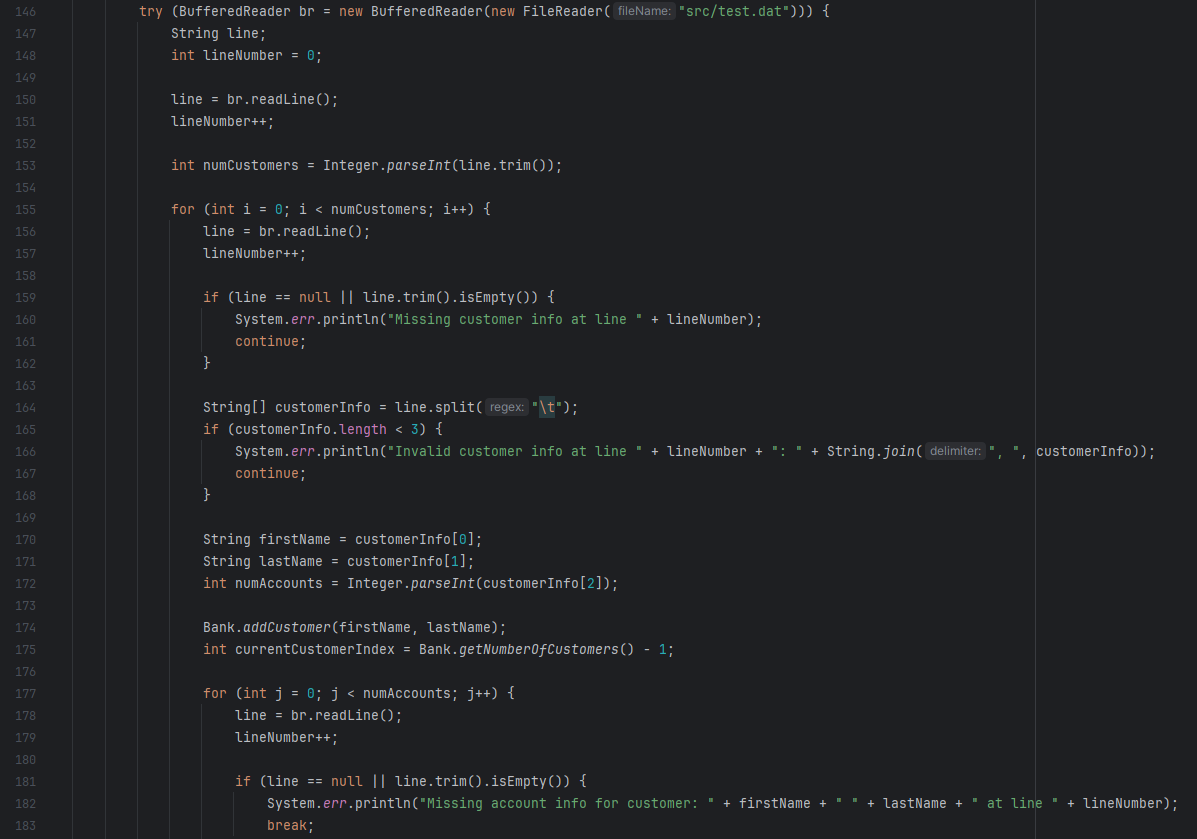 146 try (BufferedReader br = new BufferedReader(new FileReader( fileName: "src/test.dat"))) {
147 String line;
148 int lineNumber = 0;
149
150 line = br.readLine();
151 lineNumber++;
152
153 int numCustomers = Integer.parseInt(line.trim());
154
155 for (int i = 0; i < numCustomers; i++) {
156 line = br.readLine();
157 lineNumber++;
158
159 if (line == null || line.trim().isEmpty()) {
160 System.err.println("Missing customer info at line " + lineNumber);
161 continue;
162 }
163
164 String[] customerInfo = line.split( regex: "\t");
165 if (customerInfo.length < 3) {
166 System.err.println("Invalid customer info at line " + lineNumber + ": " + String.join( delimiter: ", ", customerInfo));
167 continue;
168 }
169
170 String firstName = customerInfo[0];
171 String lastName = customerInfo[1];
172 int numAccounts = Integer.parseInt(customerInfo[2]);
173
174 Bank.addCustomer(firstName, lastName);
175 int currentCustomerIndex = Bank.getNumberOfCustomers() - 1;
176
177 for (int j = 0; j < numAccounts; j++) {
178 line = br.readLine();
179 lineNumber++;
180
181 if (line == null || line.trim().isEmpty()) {
182 System.err.println("Missing account info for customer: " + firstName + " " + lastName + " at line " + lineNumber);
183 break;